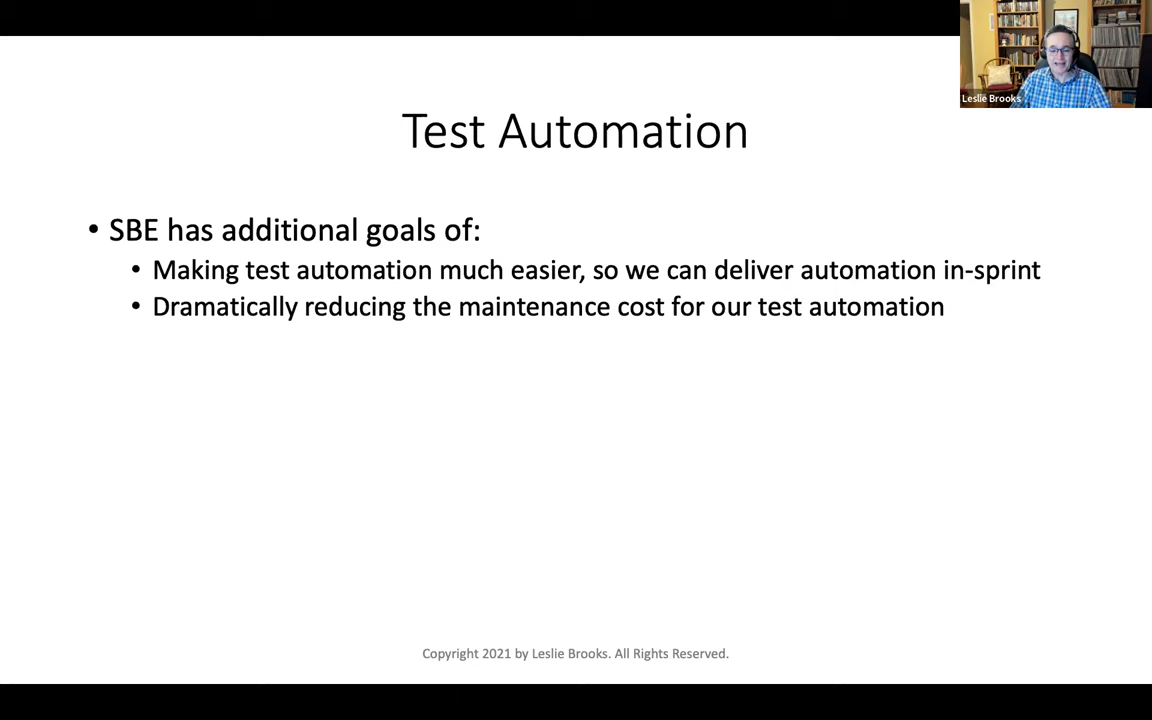 Leslie Brooks
Test Automation
• SBE has additional goals of:
• Making test automation much easier, so we can deliver automation in-sprint
• Dramatically reducing the maintenance cost for our test automation
Copyright 2021 by Leslie Brooks. All Rights Reserved.